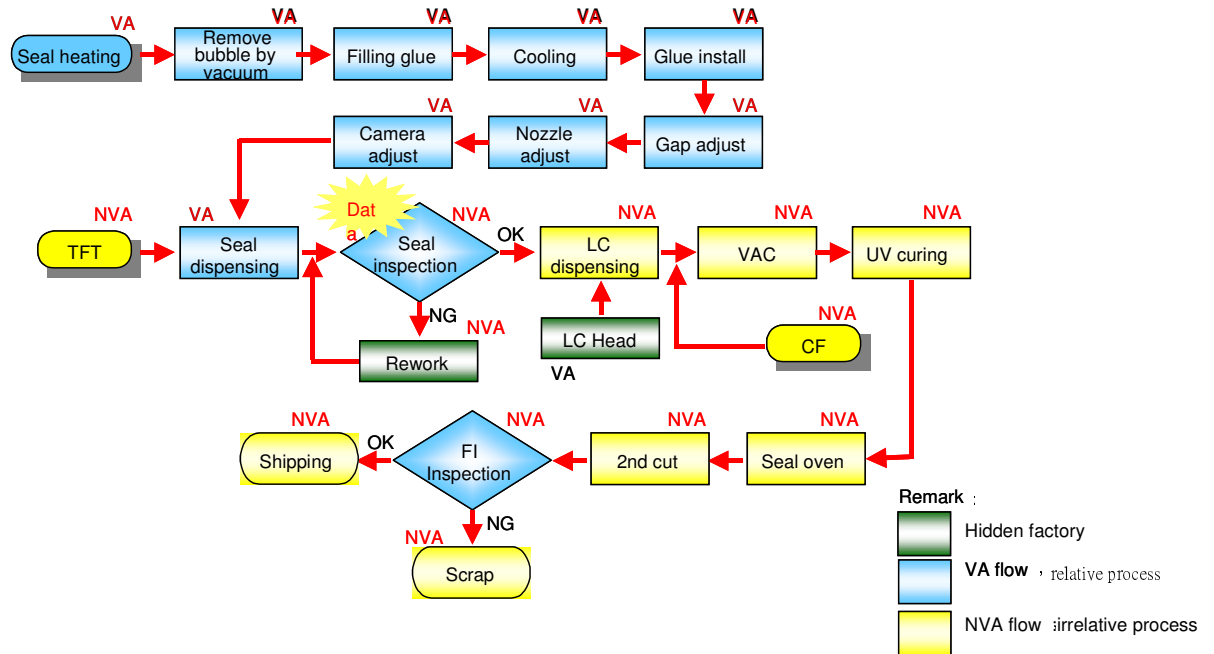 VA VA VA VA VA
Seal heating
Remove
bubble by
vacuum
Filling glue
Cooling
Glue install
VA VA VA
Camera
adjust
Nozzle
adjust
Gap adjust
NVA VA NVA NVA NVA NVA
TFT
Seal
dispensing
Dat
a
Seal
inspection
OK
LC
dispensing
VAC
UV curing
NG
NVA
Rework
LC Head
VA
NVA
CF
NVA NVA NVA NVA
Shipping
OK
FI
Inspection
2nd cut
Seal oven
NG
NVA
Scrap
Remark :
Hidden factory
VA flow , relative process
NVA flow :irrelative process